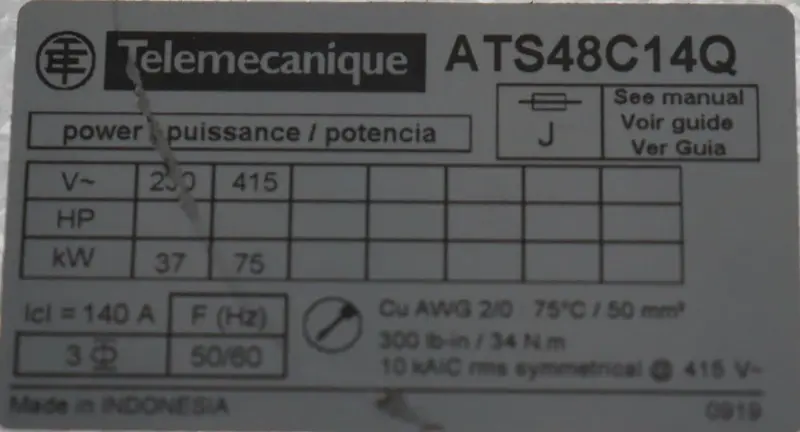 Telemecanique ATS48C14Q
See manual
Voir guide
J Ver Guia
power / puissance / potencia
V~ 230 415
HP
kW 37 75
Icl = 140 A F (Hz)
3 50/60
Cu AWG 2/0 75°C / 50 mm²
300 lb-in / 34 N.m
10 kAIC rms symmetrical @ 415 V~
Made in INDONESIA 0919